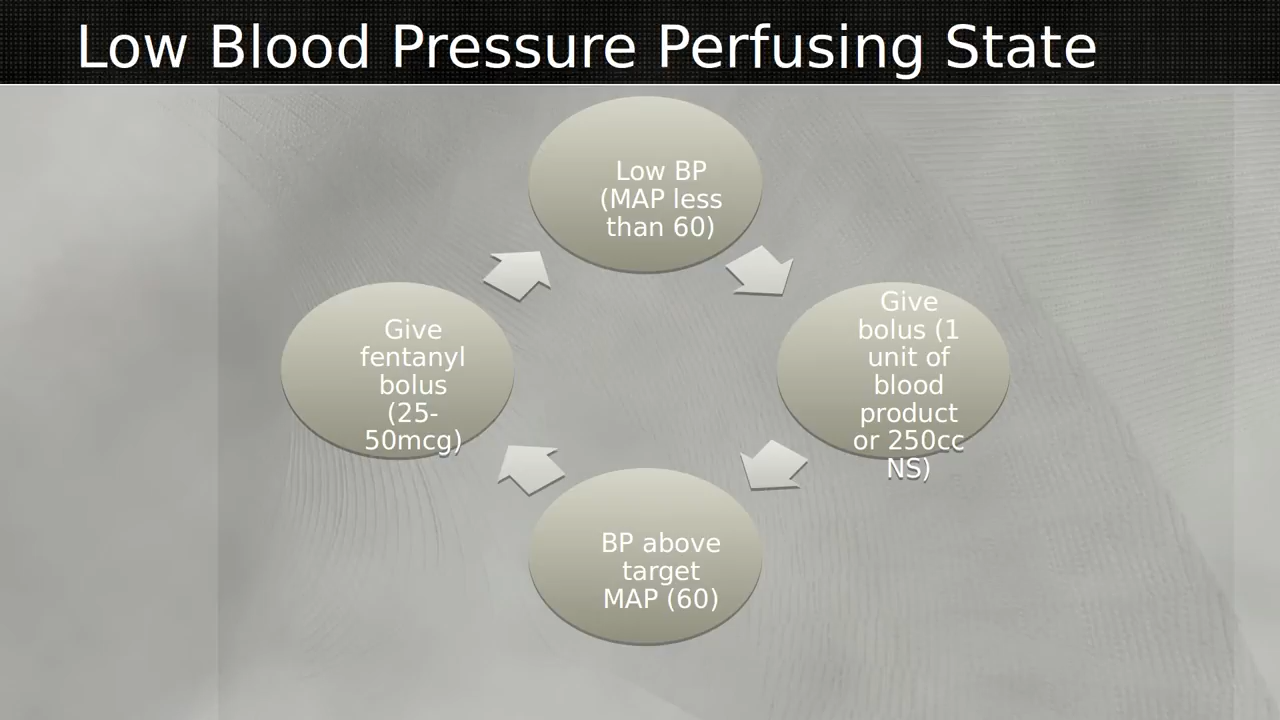 Low Blood Pressure Perfusing State
Low BP
(MAP less
than 60)
Give
bolus (1
unit of
blood
product
or 250cc
NS)
BP above
target
MAP (60)
Give
fentanyl
bolus
(25-
50mcg)